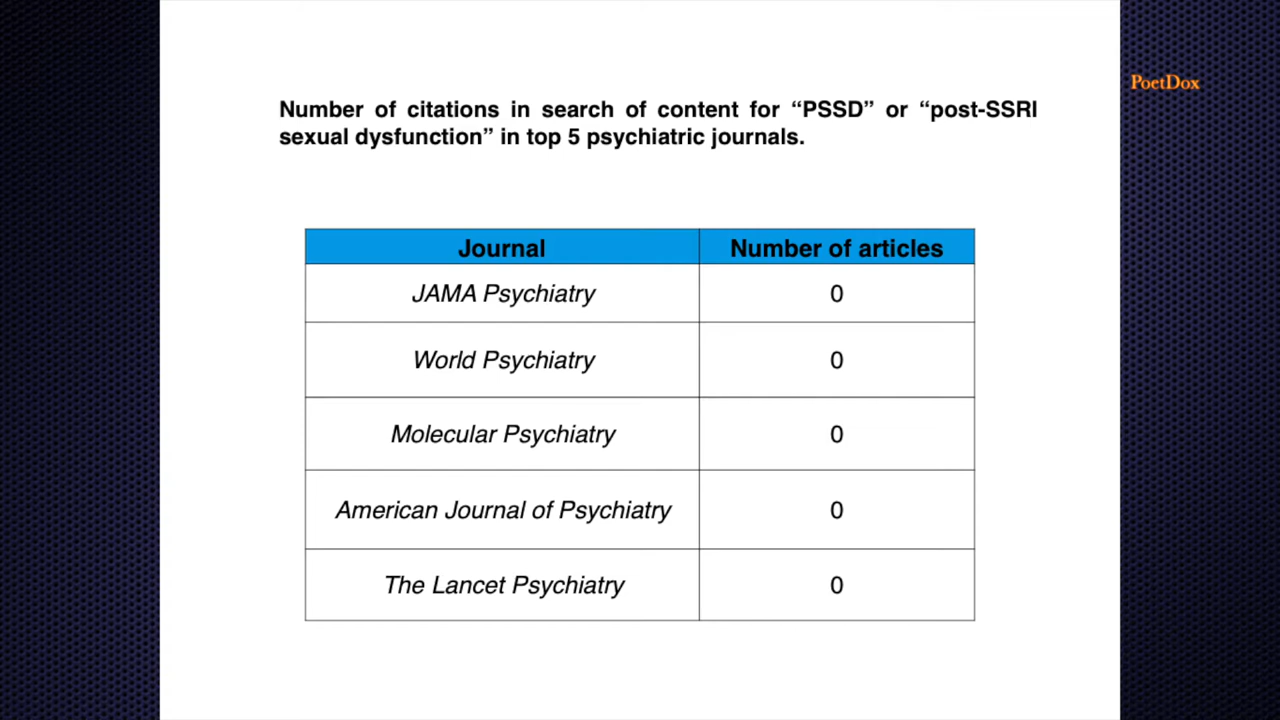 PoetDox
Number of citations in search of content for “PSSD” or “post-SSRI
sexual dysfunction” in top 5 psychiatric journals.
Journal Number of articles
JAMA Psychiatry 0
World Psychiatry 0
Molecular Psychiatry 0
American Journal of Psychiatry 0
The Lancet Psychiatry 0